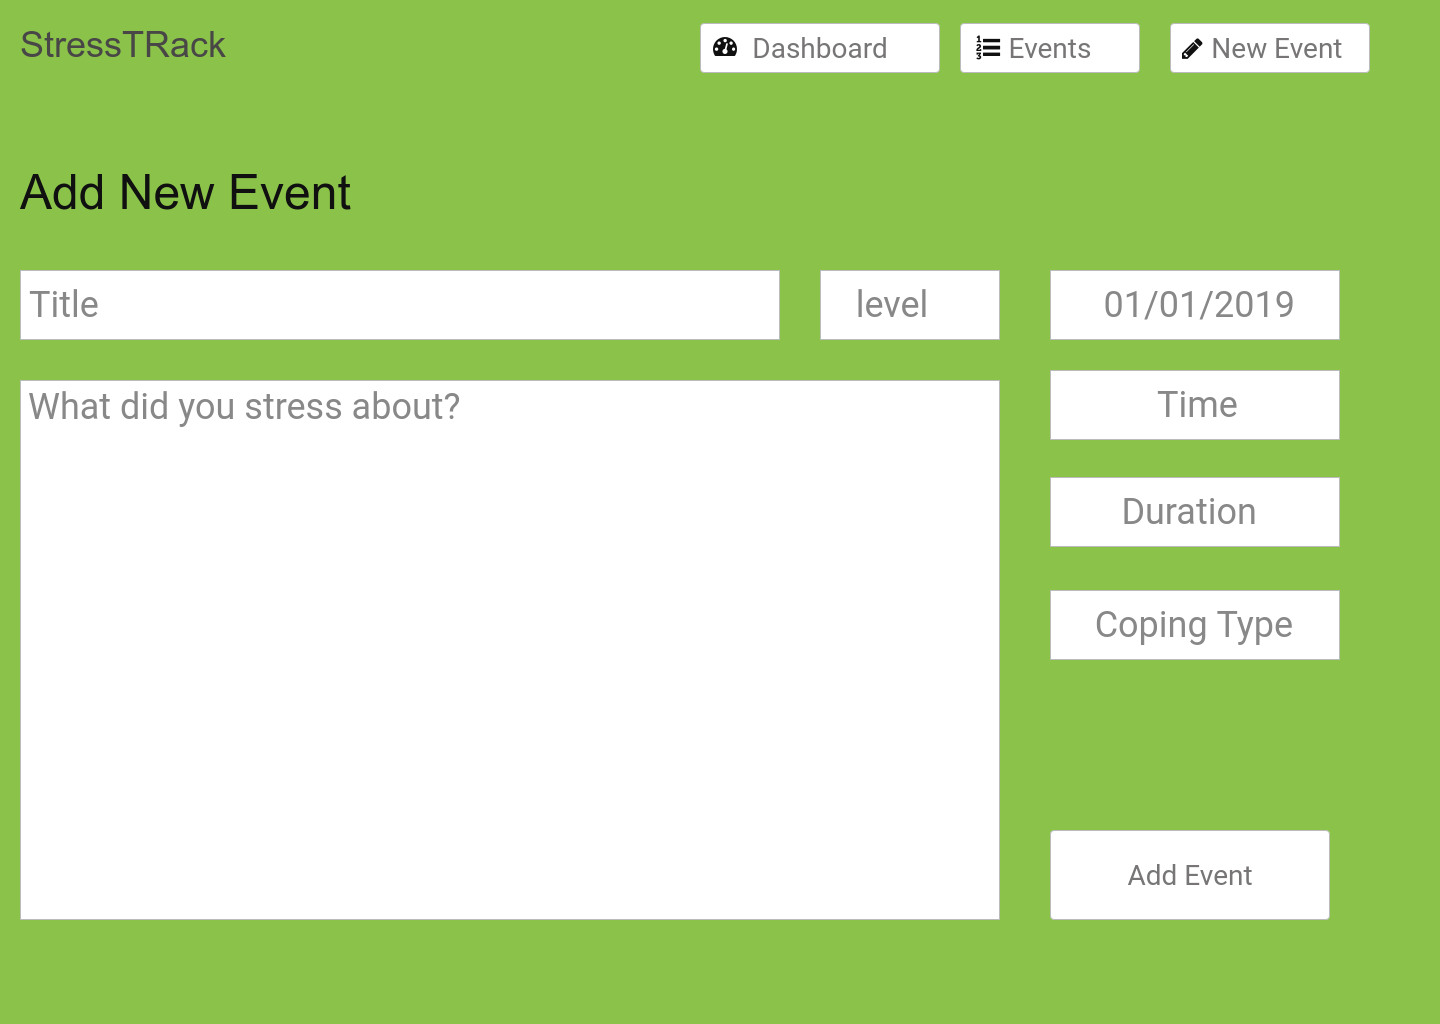 StressTRack
Dashboard
Events
New Event
Add New Event
Title
level
01/01/2019
What did you stress about?
Time
Duration
Coping Type
Add Event